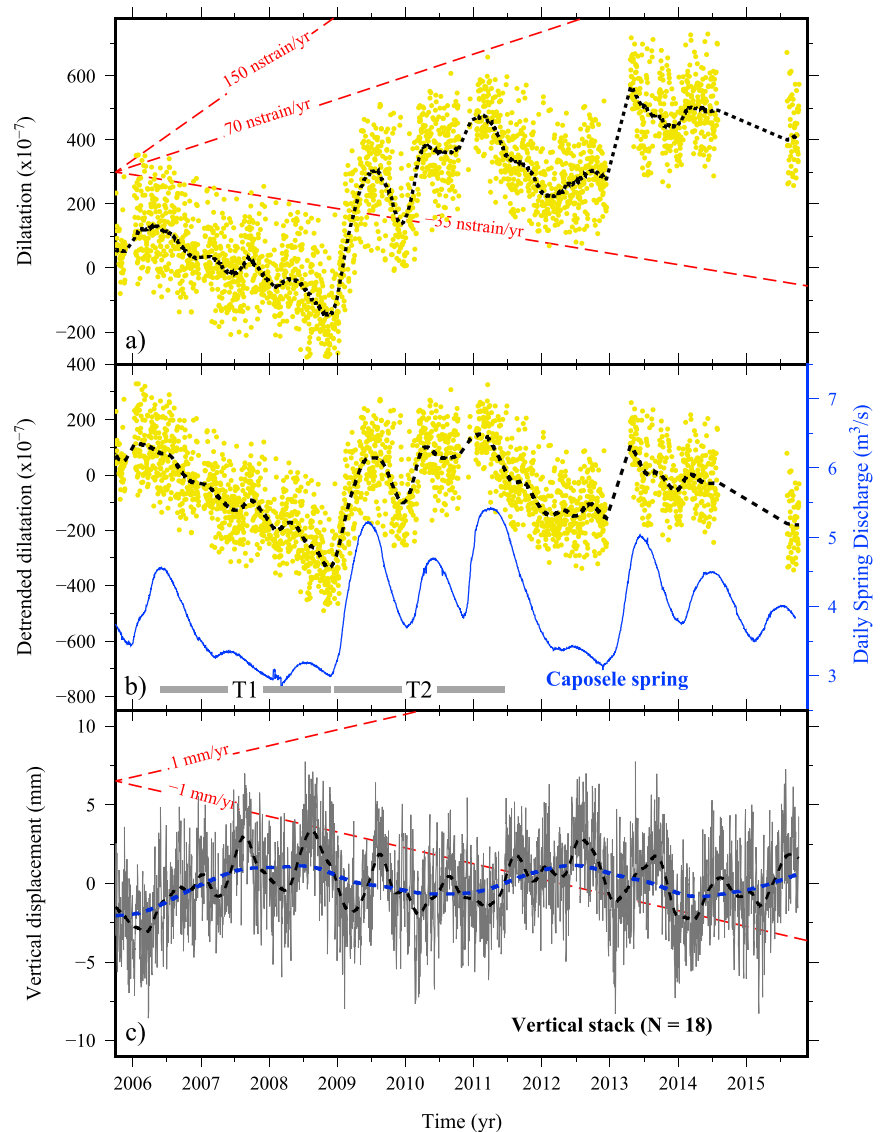 600
400
200
0
−200
Dilatation (x10⁻⁷)
150 nstrain/yr
70 nstrain/yr
−35 nstrain/yr
a)
400
200
0
−200
−400
−600
−800
Detrended dilatation (x10⁻⁷)
7
6
5
4
3
Daily Spring Discharge (m³/s)
b)
T1
T2
Caposele spring
10
5
0
−5
−10
Vertical displacement (mm)
1 mm/yr
−1 mm/yr
c)
Vertical stack (N = 18)
2006 2007 2008 2009 2010 2011 2012 2013 2014 2015
Time (yr)